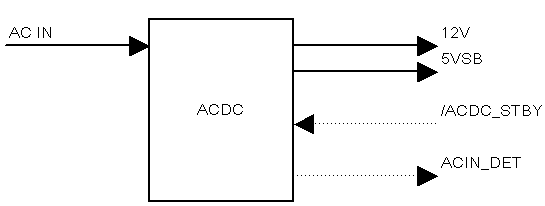 AC IN
12V
5VSB
ACDC
/ACDC_STBY
ACIN_DET